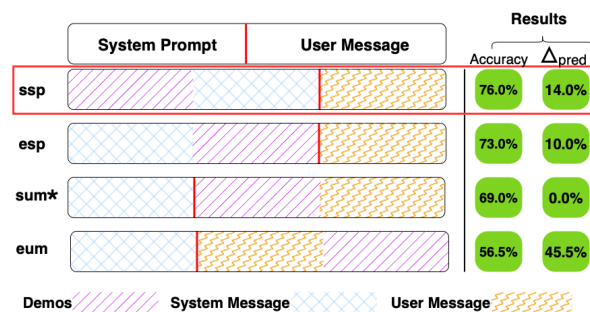 Results
System Prompt User Message
Accuracy Δpred
ssp 76.0% 14.0%
esp 73.0% 10.0%
sum* 69.0% 0.0%
eum 56.5% 45.5%
Demos System Message User Message